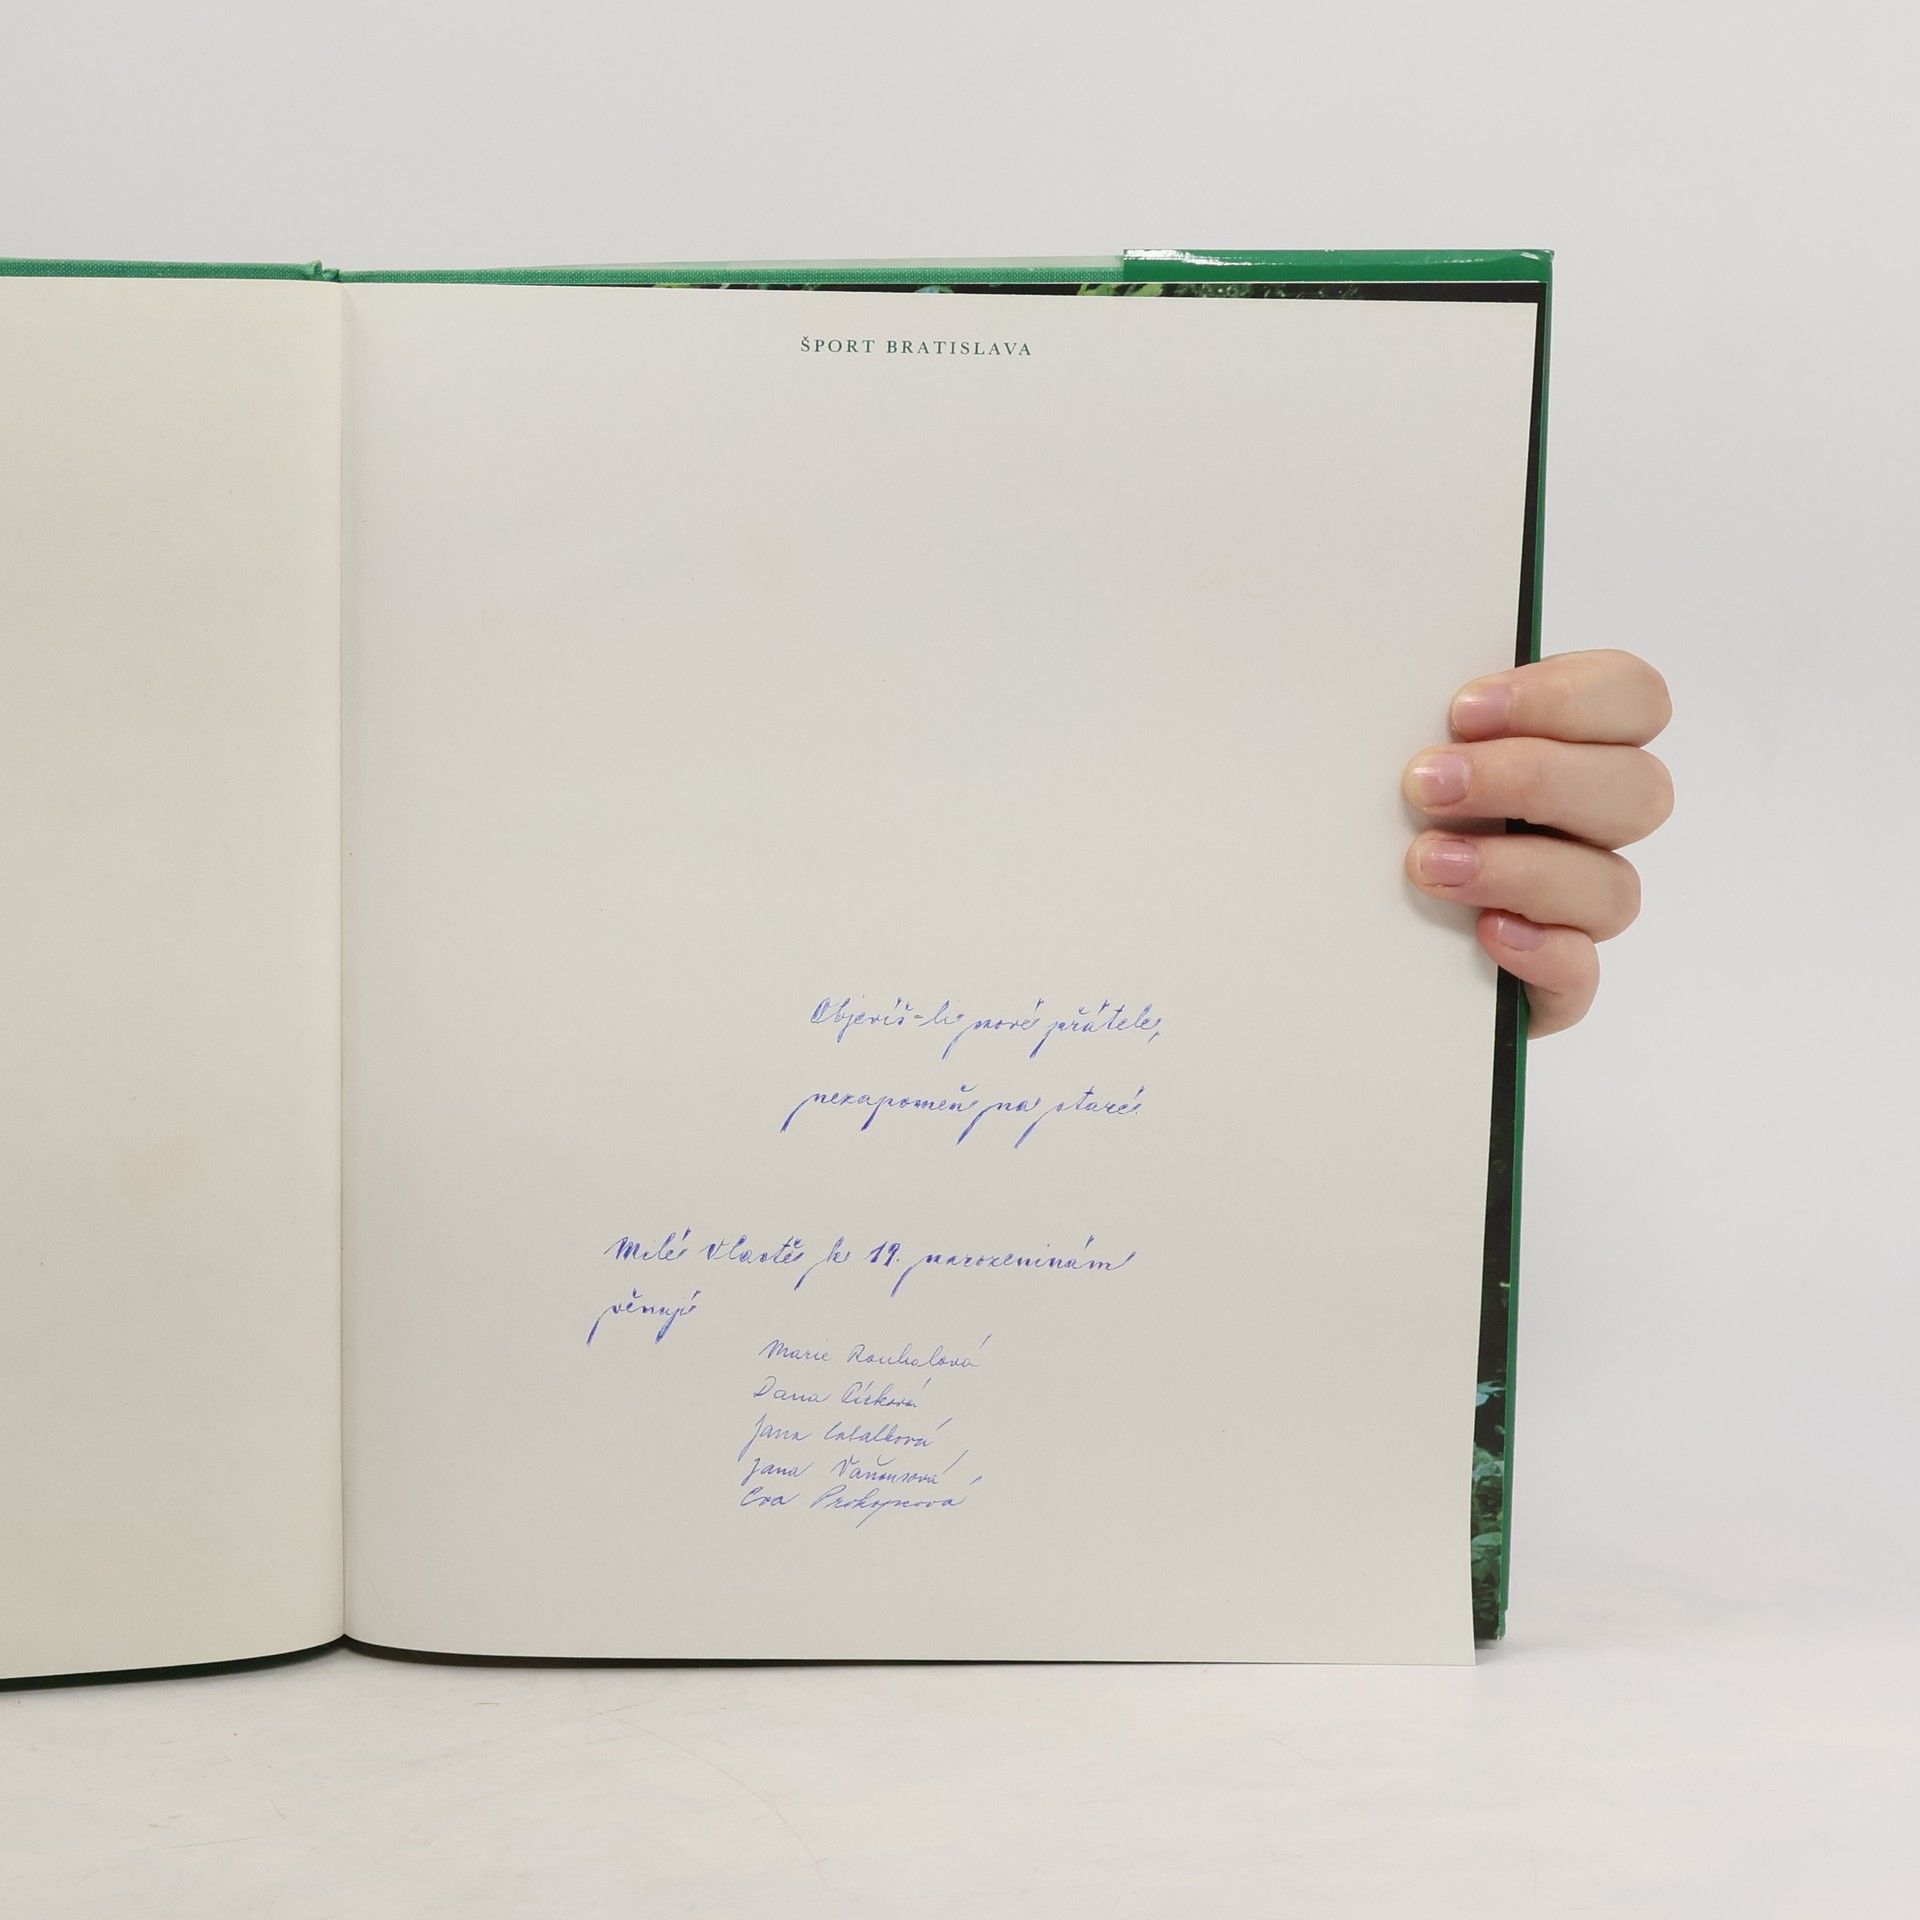 ŠPORT BRATISLAVA
Objevíš-li nové přátele,
nezapomeň na staré.
Milé Vlastě k 19. narozeninám
věnují
Marie Rouhalová
Dana
Jana
Jana Vaňousová
Eva Prokopcová